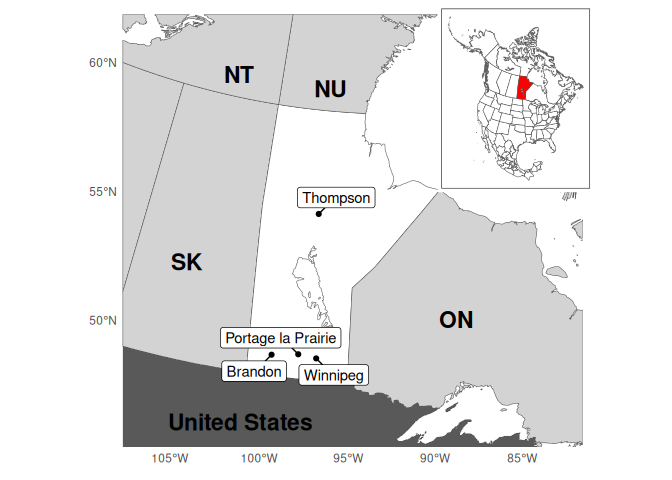 60°N
NT
NU
55°N
Thompson
SK
50°N
ON
Portage la Prairie
Brandon
Winnipeg
United States
105°W
100°W
95°W
90°W
85°W